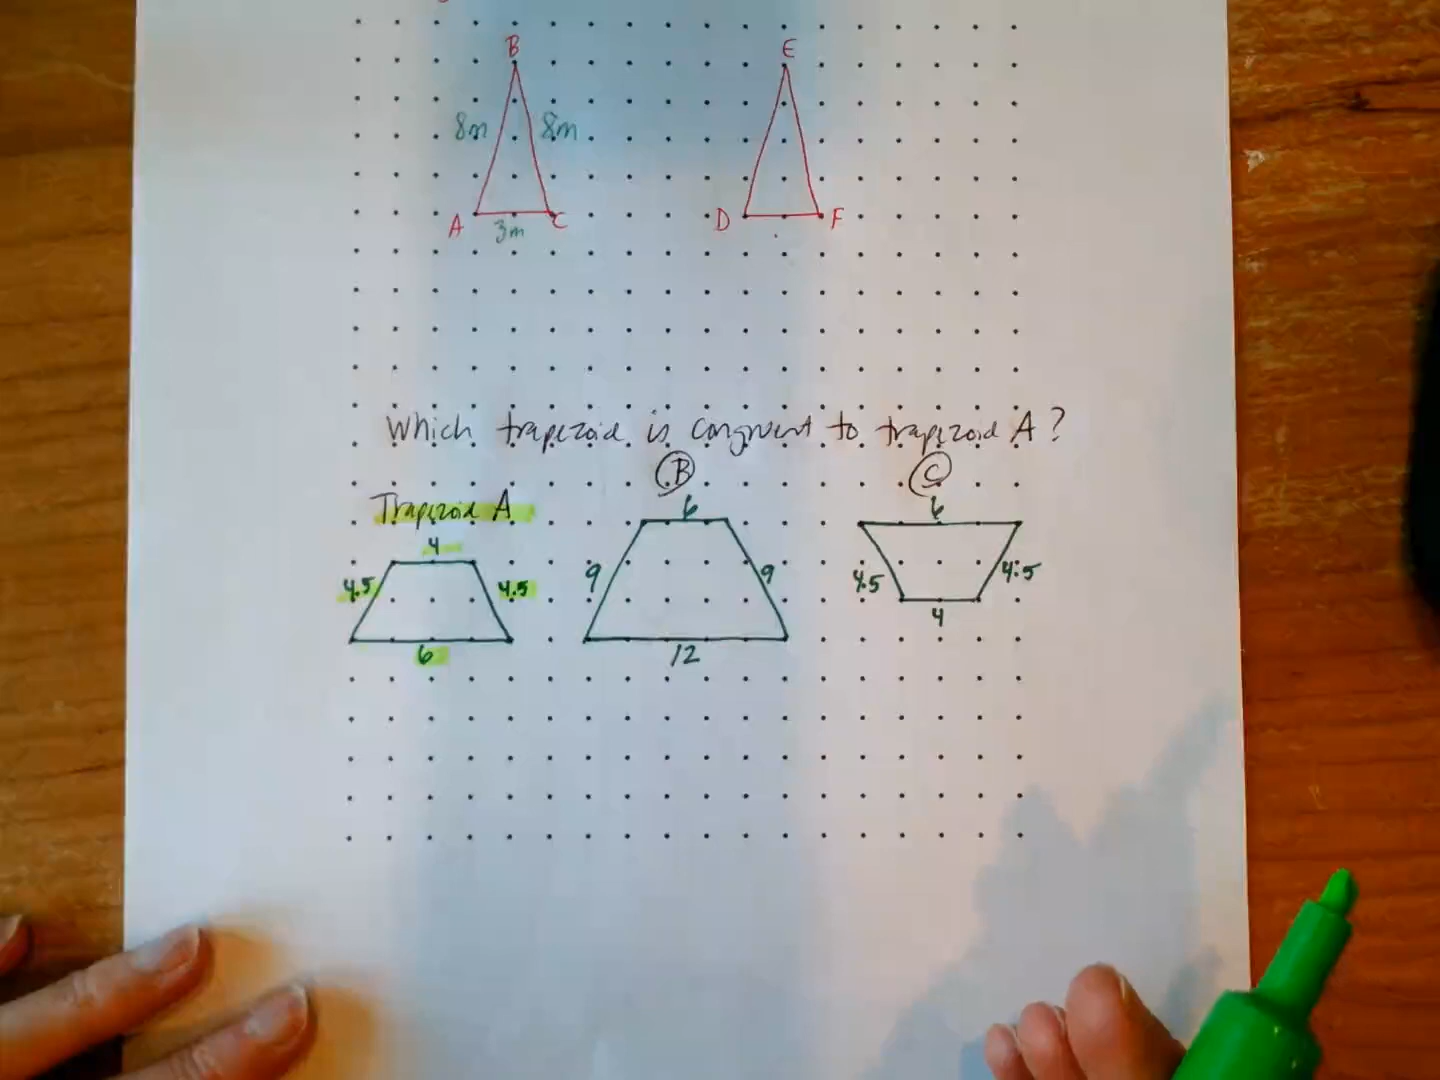 B
E
8m
8m
A
3m
C
D
F
Which trapezoid is congruent to trapezoid A?
B
C
Trapezoid A
6
6
4
4.5
4.5
9
9
4.5
4.5
4
6
12